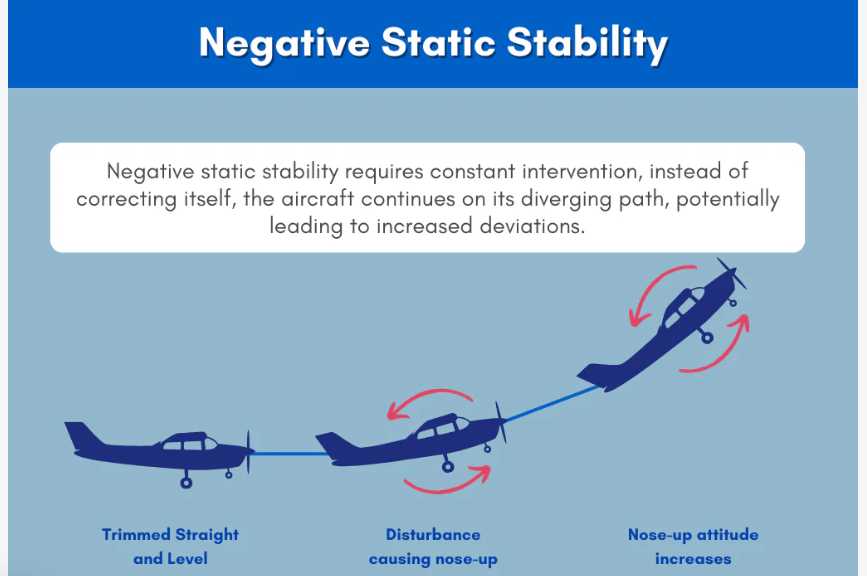 Negative Static Stability
Negative static stability requires constant intervention, instead of
correcting itself, the aircraft continues on its diverging path, potentially
leading to increased deviations.
Trimmed Straight
and Level
Disturbance
causing nose-up
Nose-up attitude
increases